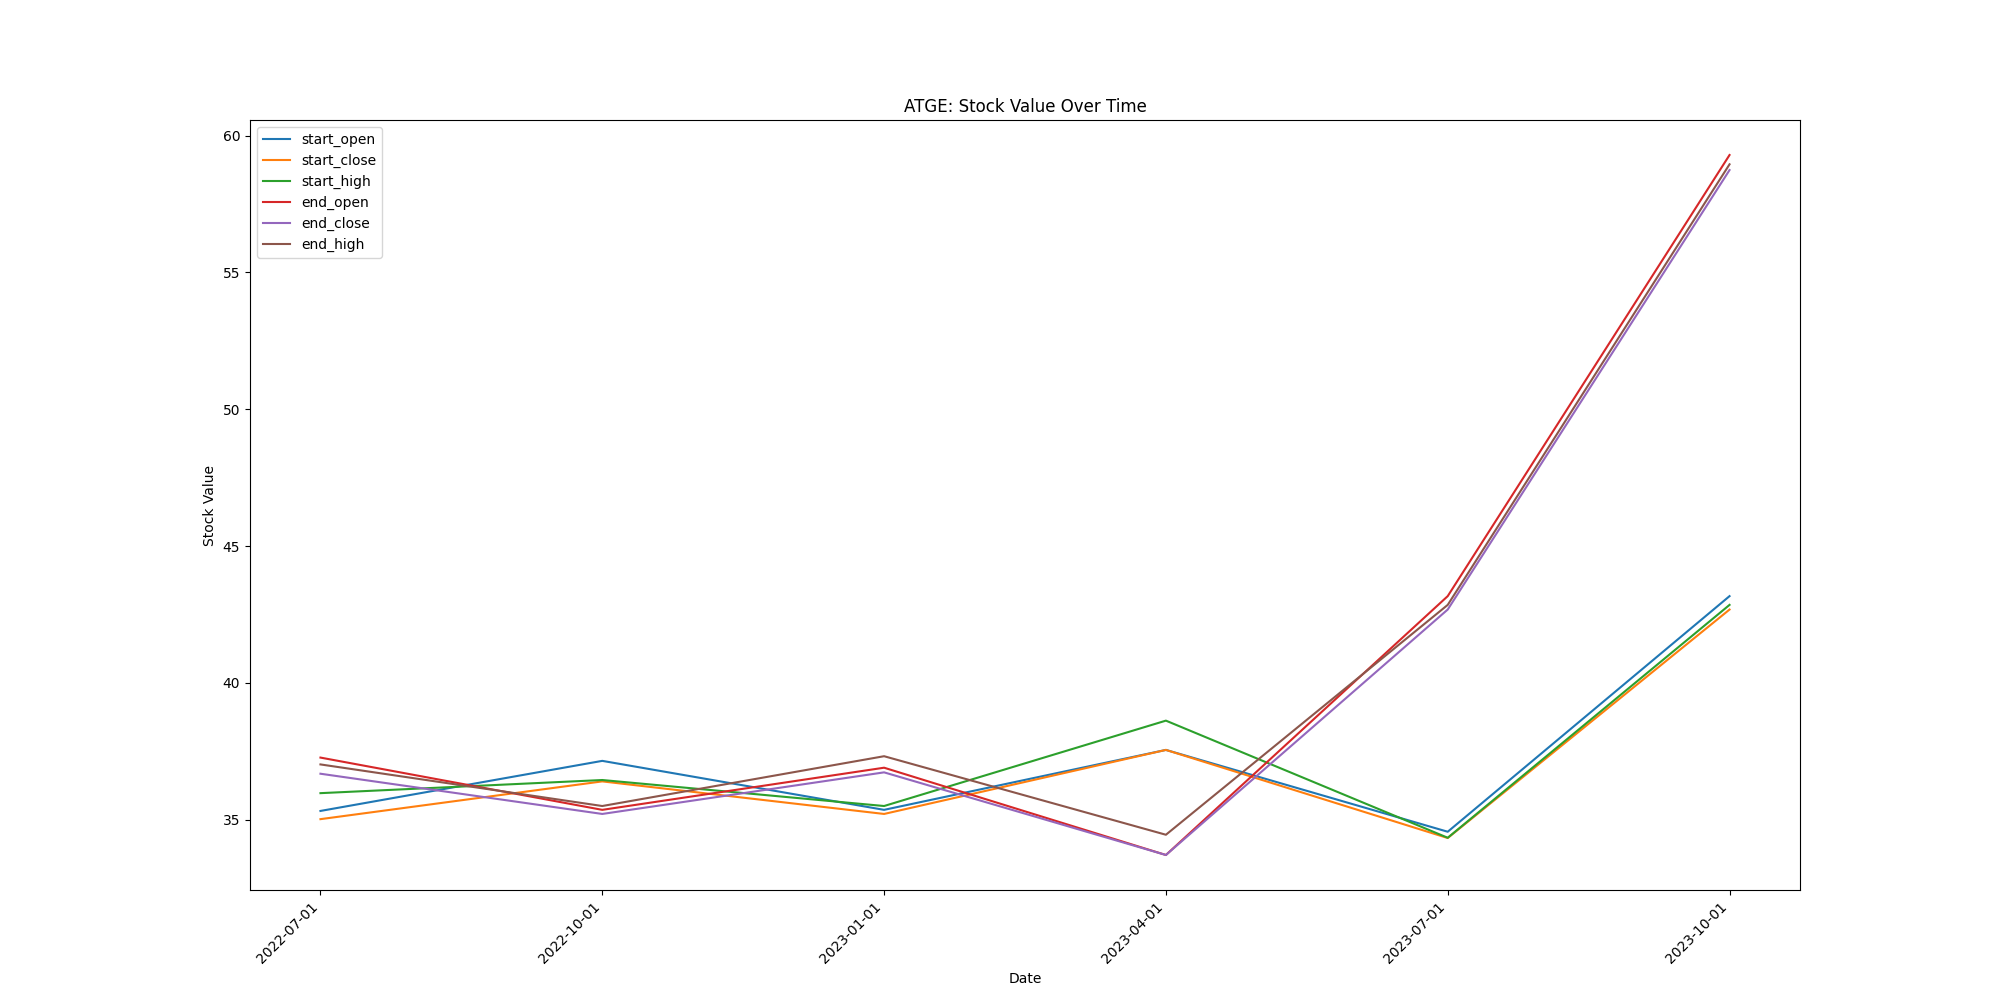 ATGE: Stock Value Over Time
start_open
start_close
start_high
end_open
end_close
end_high
60
55
50
45
40
35
Stock Value
2022-07-01
2022-10-01
2023-01-01
2023-04-01
2023-07-01
2023-10-01
Date